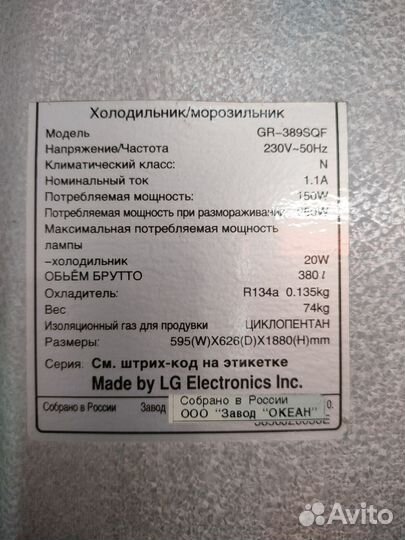 Холодильник/морозильник
Модель GR-389SQF
Напряжение/Частота 230V~50Hz
Климатический класс: N
Номинальный ток 1.1A
Потребляемая мощность: 150W
Потребляемая мощность при размораживании
Максимальная потребляемая мощность
лампы
-холодильник 20W
ОБЬЁМ БРУТТО 380ℓ
Охладитель: R134a 0.135kg
Вес 74kg
Изоляционый газ для продувки ЦИКЛОПЕНТАН
Размеры: 595(W)X626(D)X1880(H)mm
Серия: См. штрих-код на этикетке
Made by LG Electronics Inc.
Собрано в России Завод
Собрано в России
ООО "Завод "ОКЕАН"
Avito